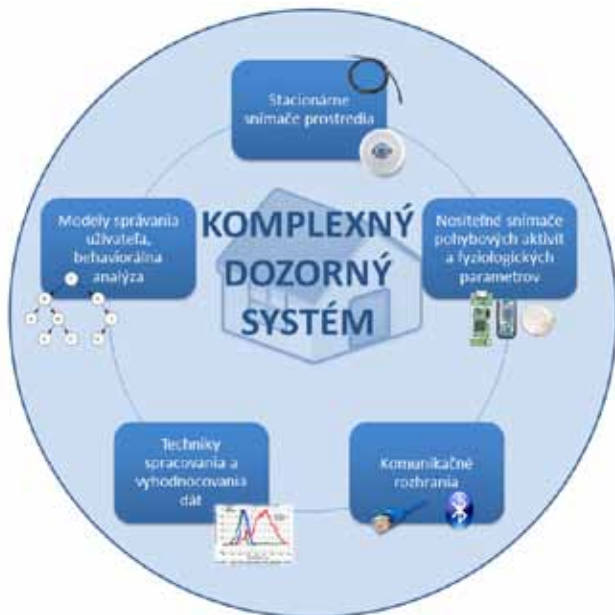 Stacionárne
snímače prostredia
Modely správania
užívateľa,
behaviorálna
analýza
KOMPLEXNÝ
DOZORNÝ
SYSTÉM
Nositeľné snímače
pohybových aktivít
a fyziologických
parametrov
Techniky
spracovania a
vyhodnocovania
dát
Komunikačné
rozhrania